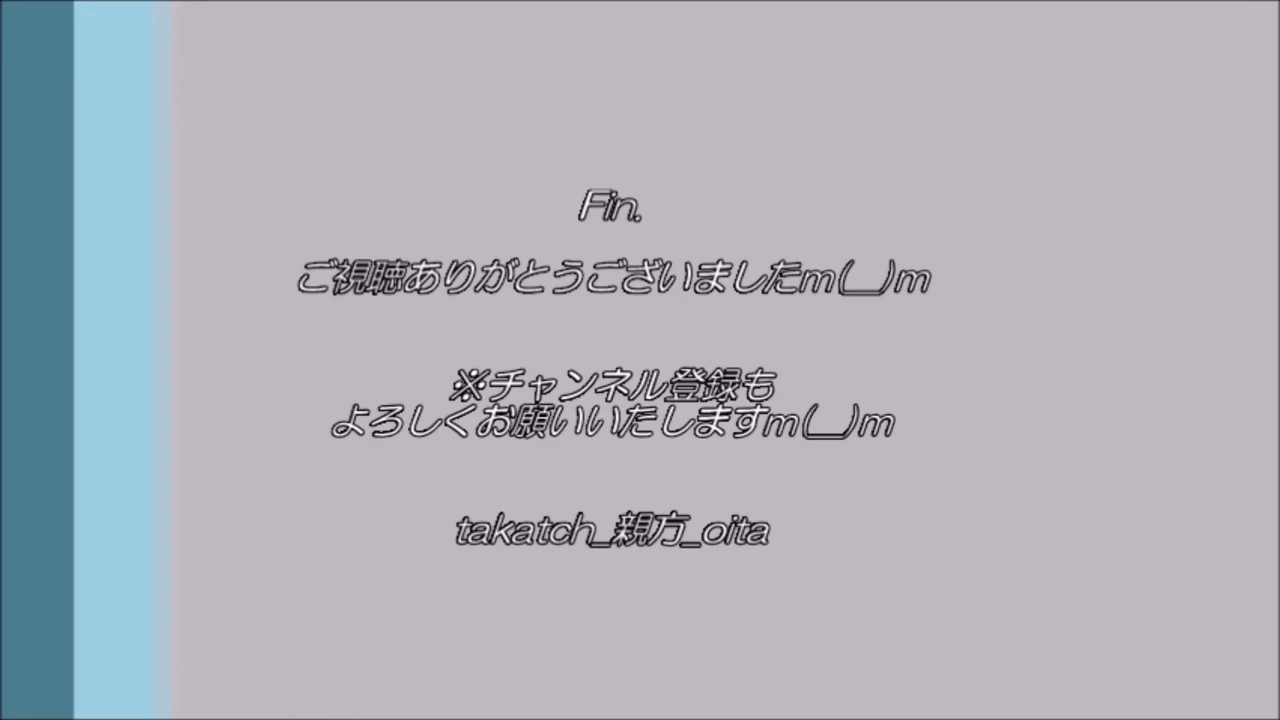 Fin.
ご視聴ありがとうございましたm(__)m
※チャンネル登録も
よろしくお願いいたしますm(__)m
takatch_親方_oita